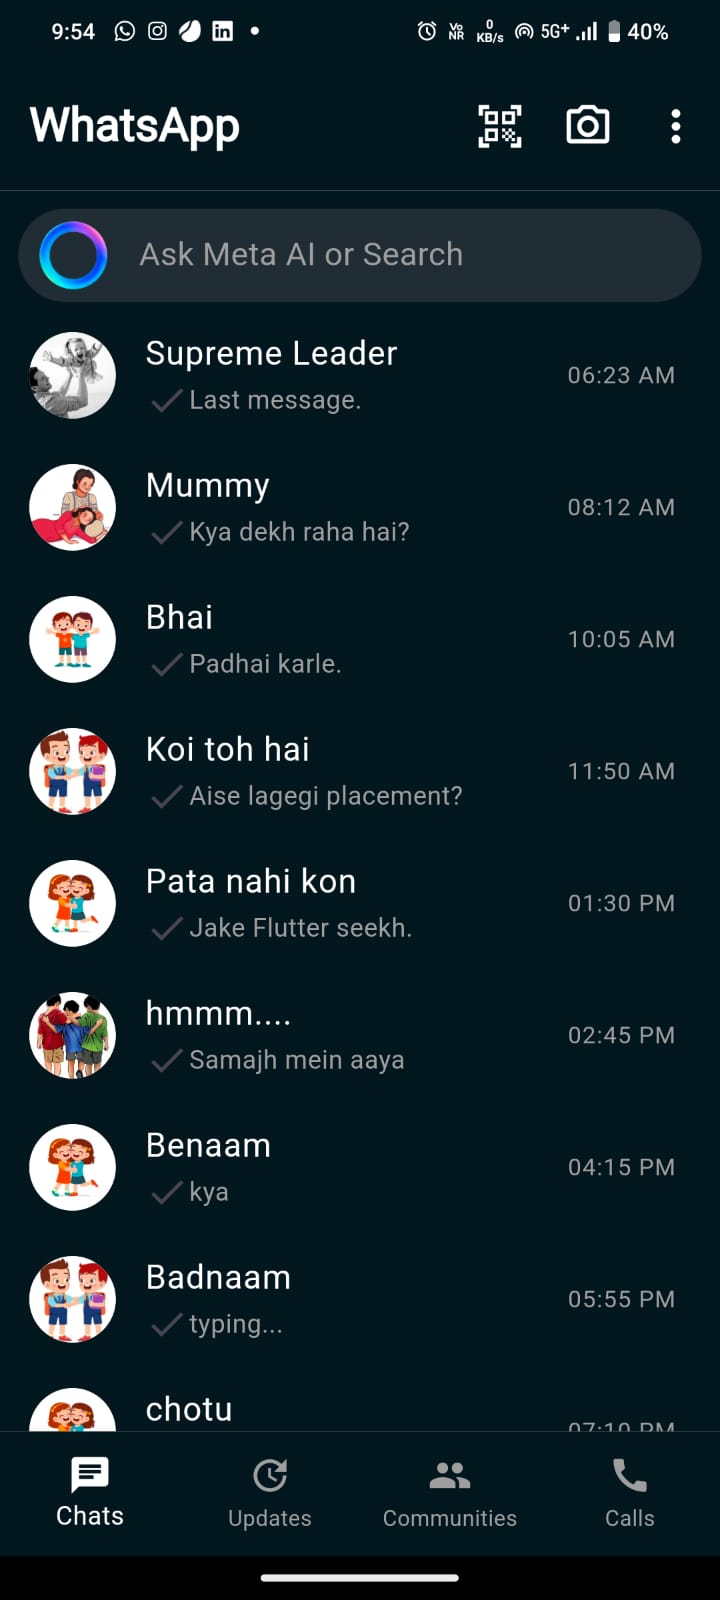 9:54 Vo NR 0 KB/s 5G+ 40%
WhatsApp
Ask Meta AI or Search
Supreme Leader
06:23 AM
Last message.
Mummy
08:12 AM
Kya dekh raha hai?
Bhai
10:05 AM
Padhai karle.
Koi toh hai
11:50 AM
Aise lagegi placement?
Pata nahi kon
01:30 PM
Jake Flutter seekh.
hmmm....
02:45 PM
Samajh mein aaya
Benaam
04:15 PM
kya
Badnaam
05:55 PM
typing...
chotu
07:10 PM
Chats Updates Communities Calls